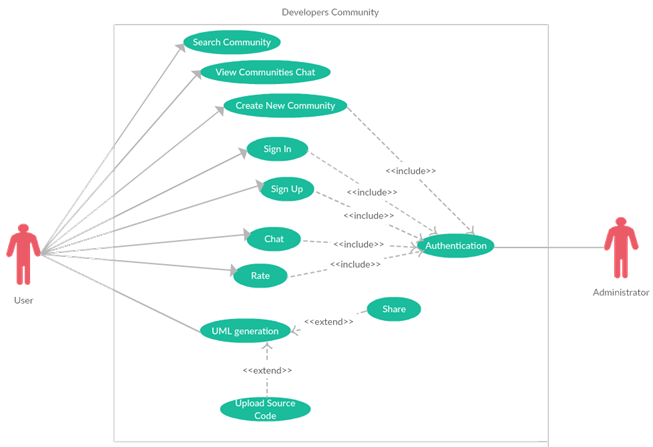 Developers Community
Search Community
View Communities Chat
Create New Community
Sign In
<<include>>
<<include>>
Sign Up
<<include>>
Chat
<<include>>
Authentication
<<include>>
Rate
User
Administrator
Share
<<extend>>
UML generation
<<extend>>
Upload Source
Code